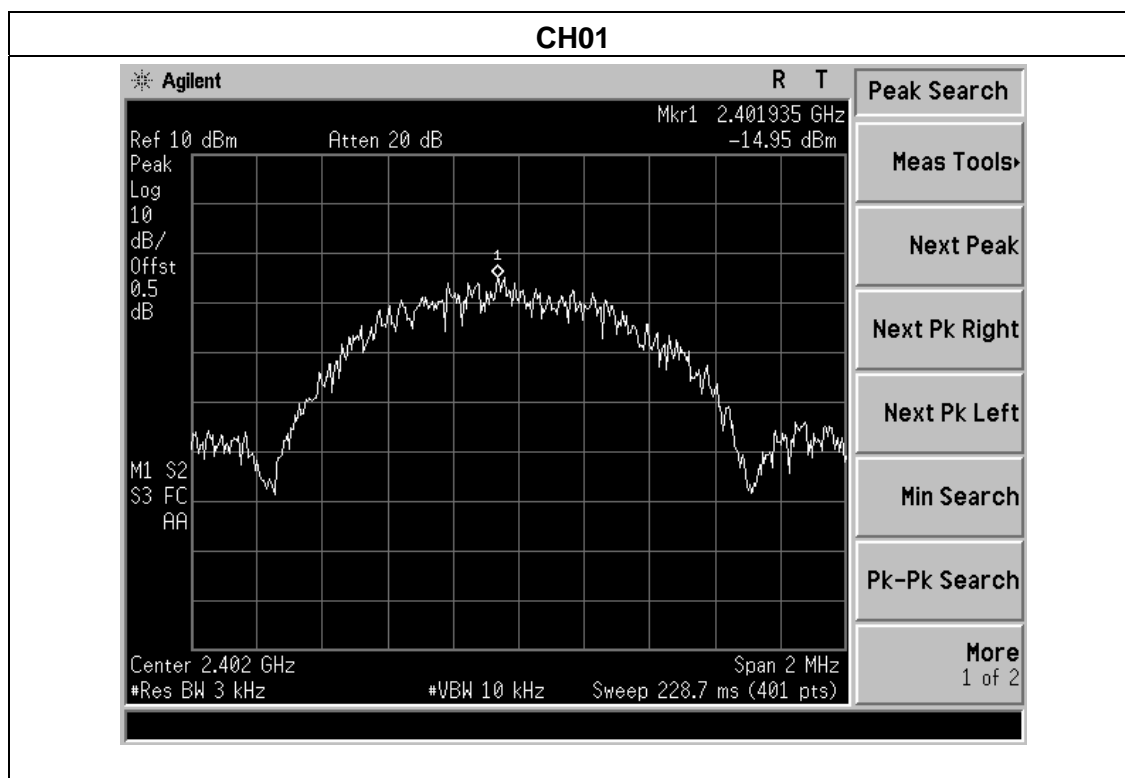 CH01
Agilent R T
Peak Search
Mkr1 2.401935 GHz
Ref 10 dBm Atten 20 dB -14.95 dBm
Peak
Log
10
dB/
Offst
0.5
dB
1
M1 S2
S3 FC
AA
Center 2.402 GHz Span 2 MHz
#Res BW 3 kHz #VBW 10 kHz Sweep 228.7 ms (401 pts)
Meas Tools
Next Peak
Next Pk Right
Next Pk Left
Min Search
Pk-Pk Search
More
1 of 2